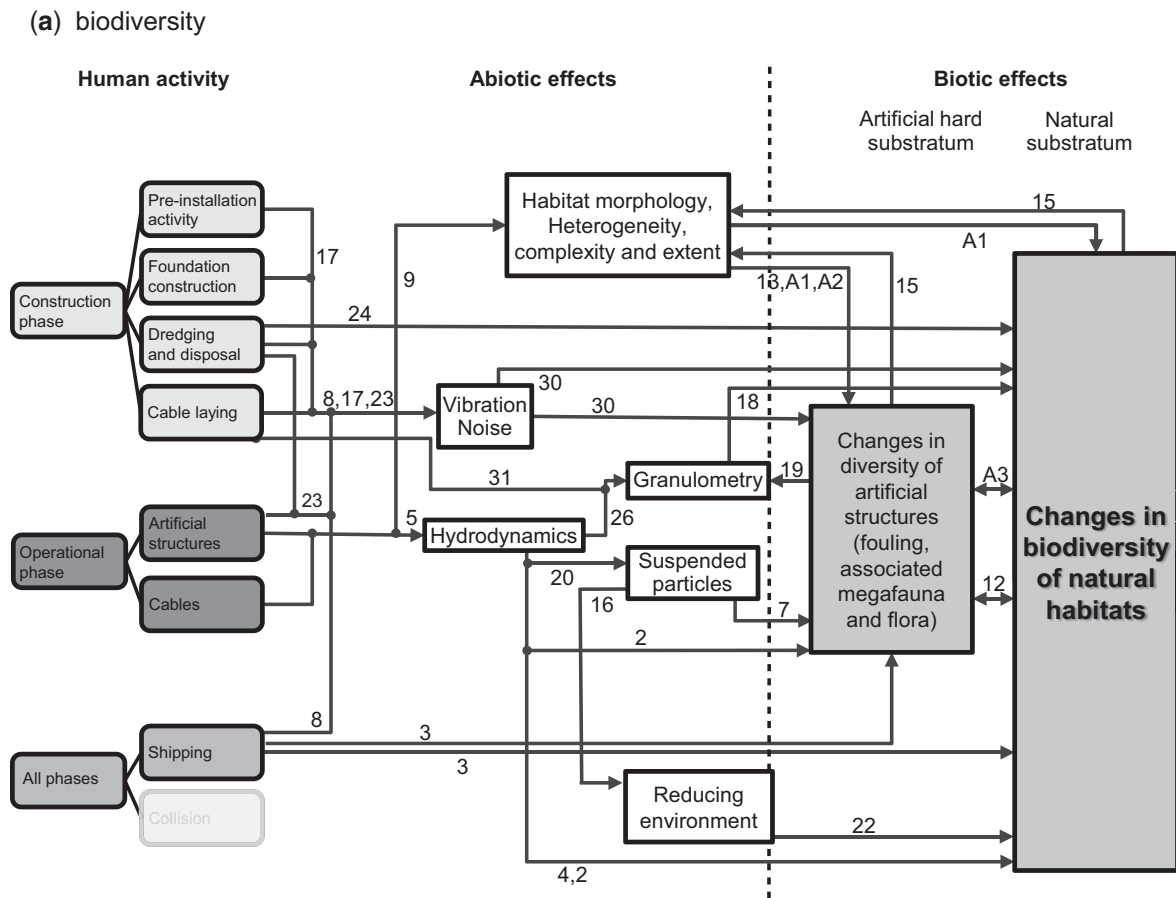 (a) biodiversity
Human activity
Abiotic effects
Biotic effects
Artificial hard
substratum
Natural
substratum
Pre-installation
activity
Foundation
construction
Construction
phase
Dredging
and disposal
Cable laying
17
9
Habitat morphology,
Heterogeneity,
complexity and extent
15
A1
13,A1,A2
15
24
8,17,23
Vibration
Noise
30
30
18
31
23
Granulometry
19
Changes in
diversity of
artificial
structures
(fouling,
associated
megafauna
and flora)
A3
12
Changes in
biodiversity
of natural
habitats
Operational
phase
Artificial
structures
Cables
5
Hydrodynamics
26
20
Suspended
particles
16
7
2
8
3
3
All phases
Shipping
Collision
Reducing
environment
22
4,2